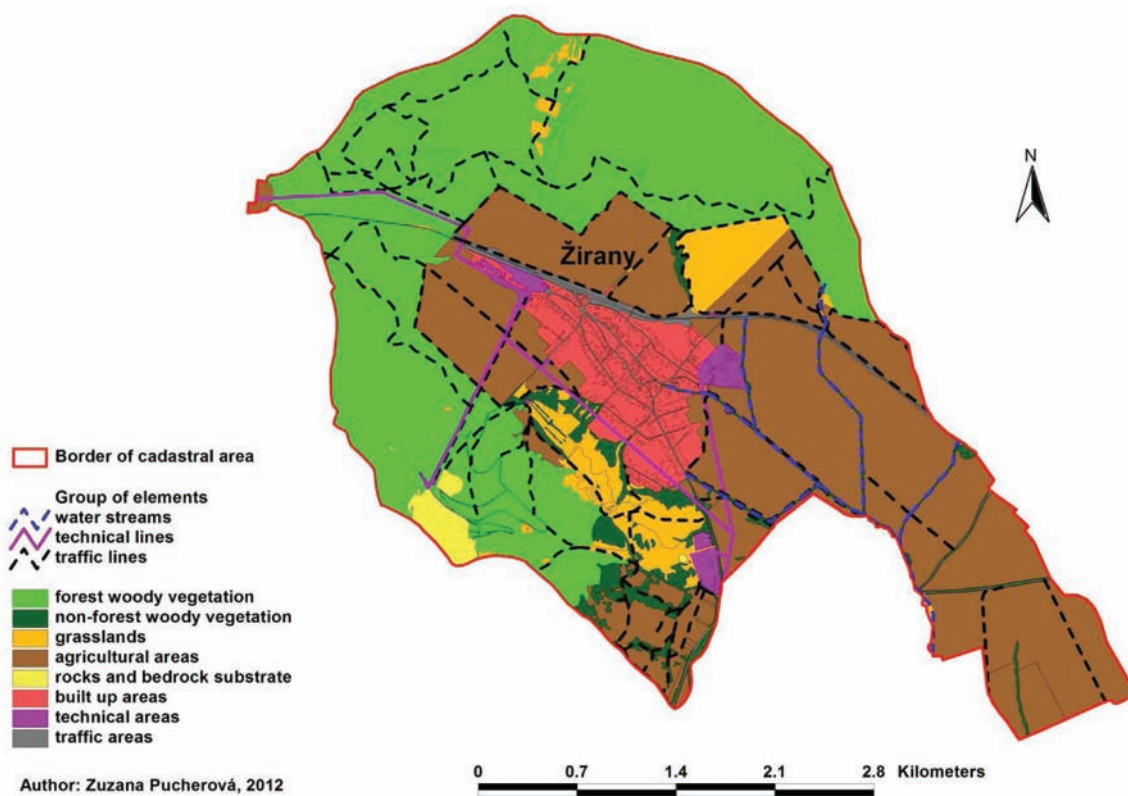 N
Žirany
Border of cadastral area
Group of elements
water streams
technical lines
traffic lines
forest woody vegetation
non-forest woody vegetation
grasslands
agricultural areas
rocks and bedrock substrate
built up areas
technical areas
traffic areas
Author: Zuzana Pucherová, 2012
0 0.7 1.4 2.1 2.8 Kilometers